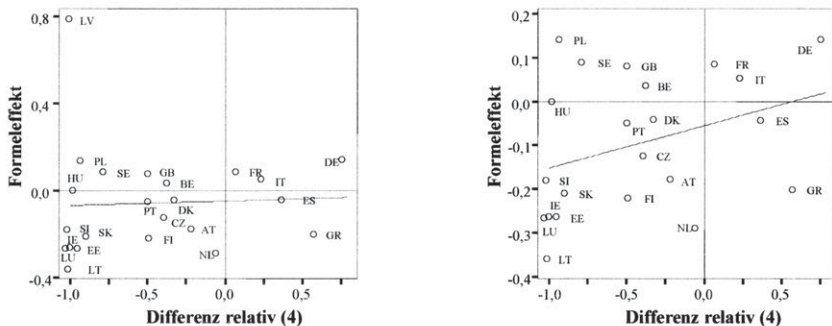 Formeleffekt
0,8
0,4
0,0
-0,4
LV
PL
HU
SE
GB
BE
FR
IT
DE
PT
DK
ES
SI
SK
CZ
AT
IE
EE
FI
LU
NL
GR
LT
-1,0 -0,5 0,0 0,5
Differenz relativ (4)
Formeleffekt
0,2
0,1
0,0
-0,1
-0,2
-0,3
-0,4
PL
DE
SE
GB
FR
BE
IT
HU
PT
DK
ES
CZ
SI
SK
AT
IE
EE
FI
LU
NL
GR
LT
-1,0 -0,5 0,0 0,5
Differenz relativ (4)